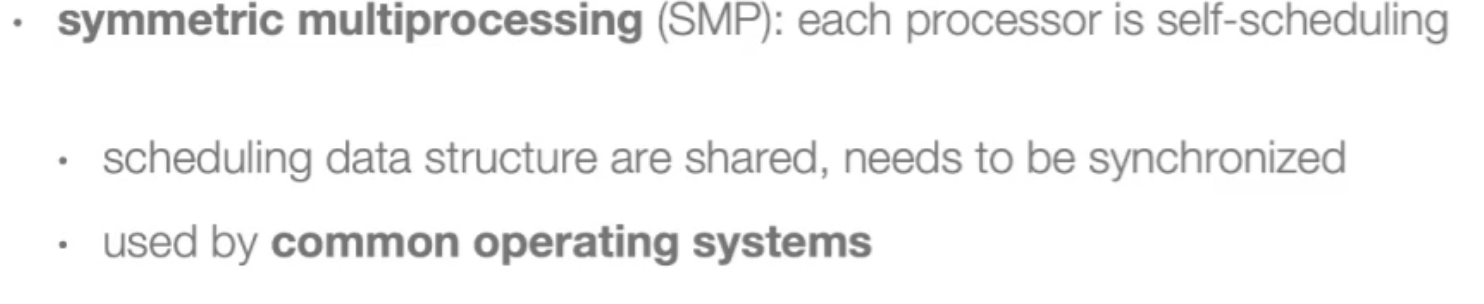 • symmetric multiprocessing (SMP): each processor is self-scheduling
• scheduling data structure are shared, needs to be synchronized
• used by common operating systems